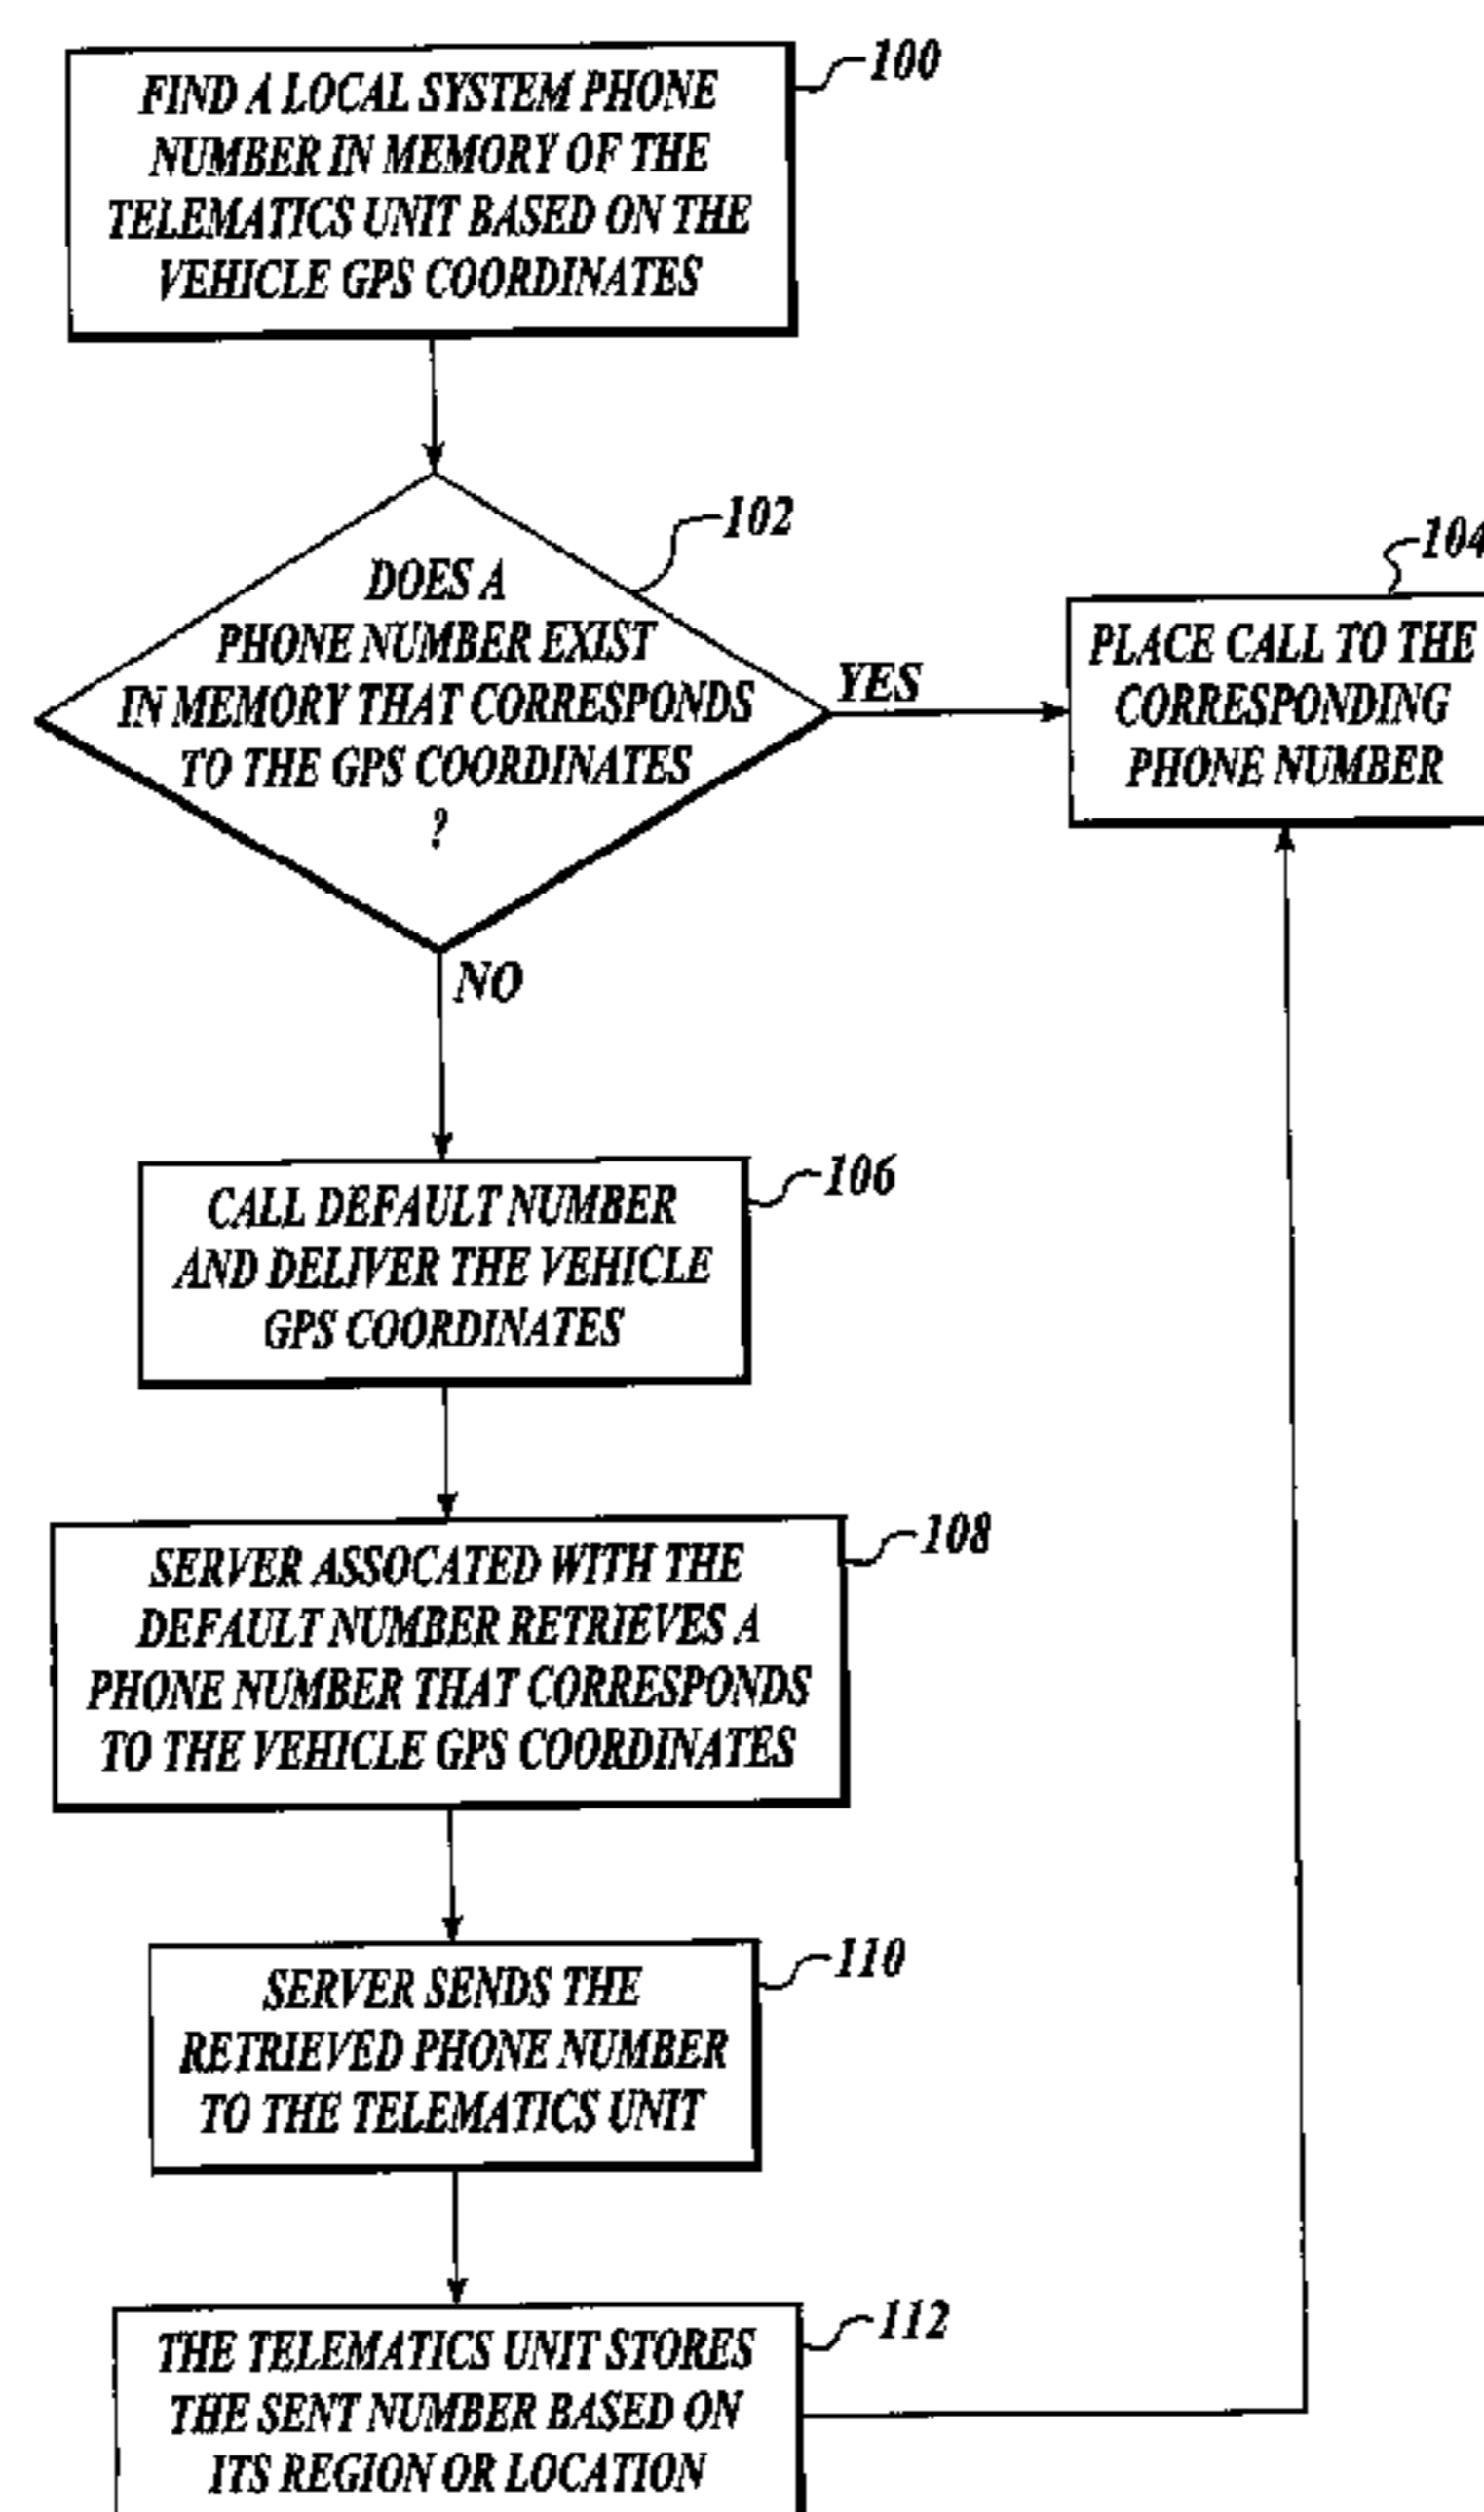 100
FIND A LOCAL SYSTEM PHONE
NUMBER IN MEMORY OF THE
TELEMATICS UNIT BASED ON THE
VEHICLE GPS COORDINATES
102
DOES A
PHONE NUMBER EXIST
IN MEMORY THAT CORRESPONDS
TO THE GPS COORDINATES
?
YES
104
PLACE CALL TO THE
CORRESPONDING
PHONE NUMBER
NO
106
CALL DEFAULT NUMBER
AND DELIVER THE VEHICLE
GPS COORDINATES
108
SERVER ASSOCATED WITH THE
DEFAULT NUMBER RETRIEVES A
PHONE NUMBER THAT CORRESPONDS
TO THE VEHICLE GPS COORDINATES
110
SERVER SENDS THE
RETRIEVED PHONE NUMBER
TO THE TELEMATICS UNIT
112
THE TELEMATICS UNIT STORES
THE SENT NUMBER BASED ON
ITS REGION OR LOCATION